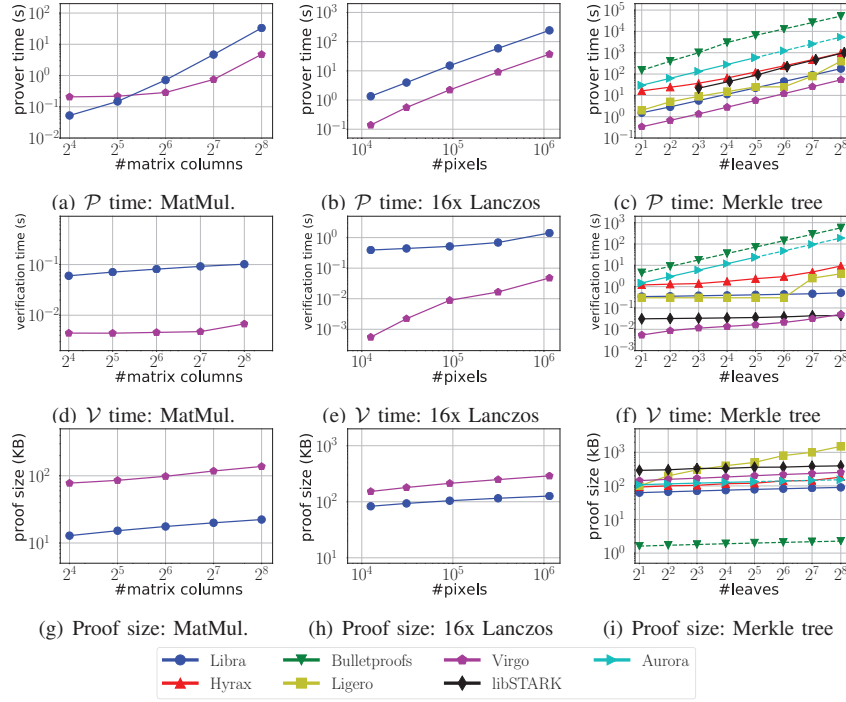 prover time (s)
10^2
10^1
10^0
10^-1
10^-2
2^4 2^5 2^6 2^7 2^8
#matrix columns
(a) P time: MatMul.
prover time (s)
10^3
10^2
10^1
10^0
10^-1
10^4 10^5 10^6
#pixels
(b) P time: 16x Lanczos
prover time (s)
10^5
10^4
10^3
10^2
10^1
10^0
10^-1
2^1 2^2 2^3 2^4 2^5 2^6 2^7 2^8
#leaves
(c) P time: Merkle tree
verification time (s)
10^-1
10^-2
2^4 2^5 2^6 2^7 2^8
#matrix columns
(d) V time: MatMul.
verification time (s)
10^0
10^-1
10^-2
10^-3
10^4 10^5 10^6
#pixels
(e) V time: 16x Lanczos
verification time (s)
10^3
10^2
10^1
10^0
10^-1
10^-2
10^-3
2^1 2^2 2^3 2^4 2^5 2^6 2^7 2^8
#leaves
(f) V time: Merkle tree
proof size (KB)
10^2
10^1
2^4 2^5 2^6 2^7 2^8
#matrix columns
(g) Proof size: MatMul.
proof size (KB)
10^3
10^2
10^1
10^4 10^5 10^6
#pixels
(h) Proof size: 16x Lanczos
proof size (KB)
10^3
10^2
10^1
10^0
2^1 2^2 2^3 2^4 2^5 2^6 2^7 2^8
#leaves
(i) Proof size: Merkle tree
Libra Bulletproofs Virgo Aurora
Hyrax Ligero libSTARK